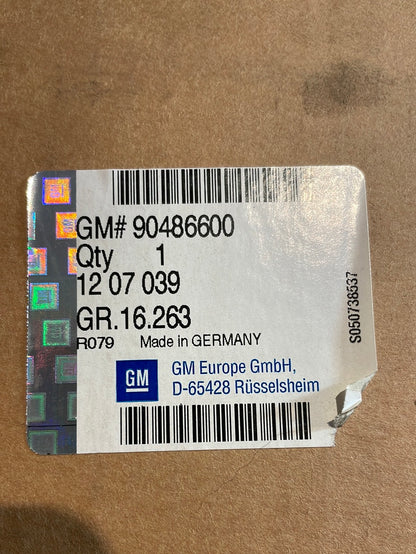 GM# 90486600
Qty 1
12 07 039
GR.16.263
R079 Made in GERMANY
GM
GM Europe GmbH,
D-65428 Rüsselsheim
S050738537